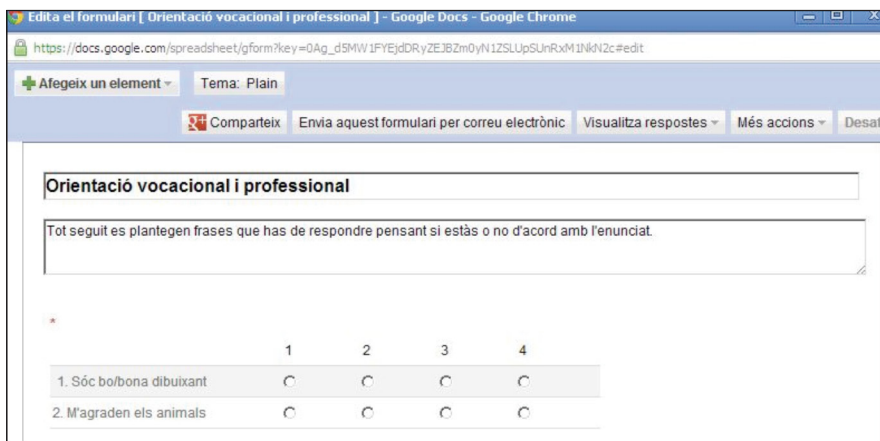 Edita el formulari [ Orientació vocacional i professional ] - Google Docs - Google Chrome
https://docs.google.com/spreadsheet/gform?key=0Ag_d5MW1FYEjdDRyZEJBZm0yN1ZSLUpSUnRxM1NkN2c#edit
Afegeix un element
Tema: Plain
Comparteix Envia aquest formulari per correu electrònic Visualitza respostes Més accions Desa
Orientació vocacional i professional
Tot seguit es plantegen frases que has de respondre pensant si estàs o no d'acord amb l'enunciat.
*
1 2 3 4
1. Sóc bo/bona dibuixant
2. M'agraden els animals